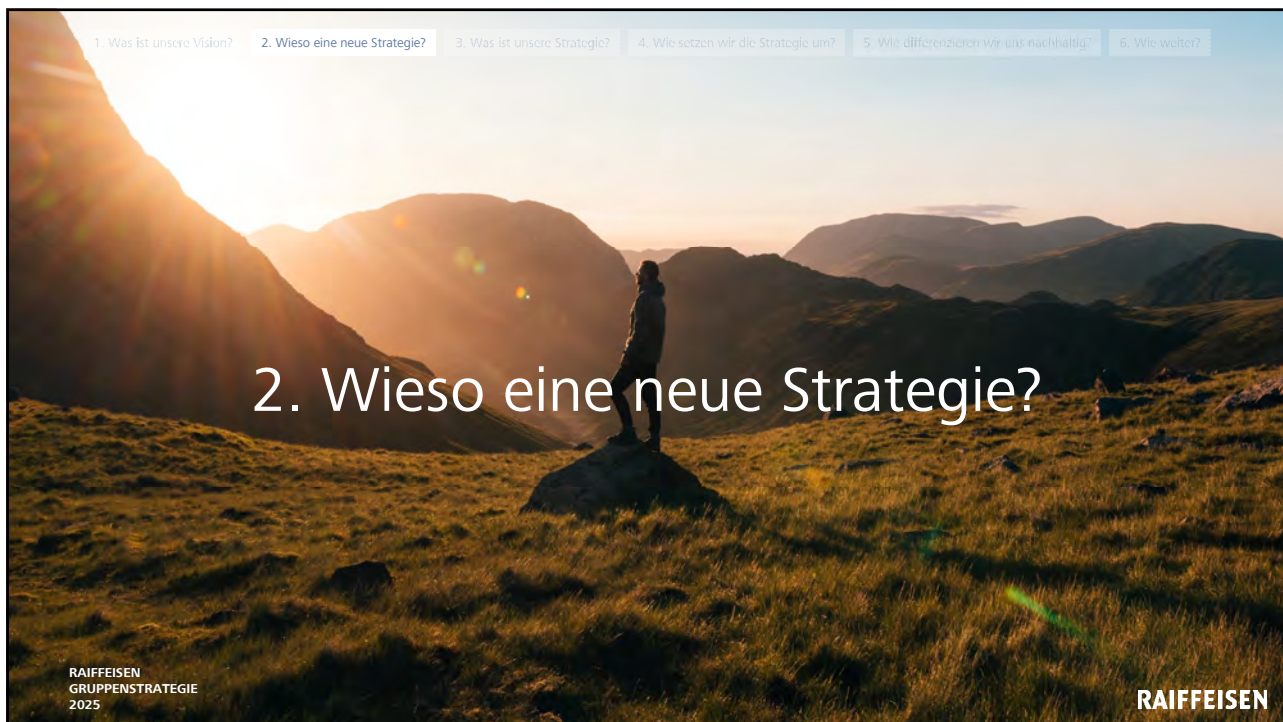 1. Was ist unsere Vision?
2. Wieso eine neue Strategie?
3. Was ist unsere Strategie?
4. Wie setzen wir die Strategie um?
5. Wie differenzieren wir uns nachhaltig?
6. Wie weiter?
2. Wieso eine neue Strategie?
RAIFFEISEN
GRUPPENSTRATEGIE
2025
RAIFFEISEN